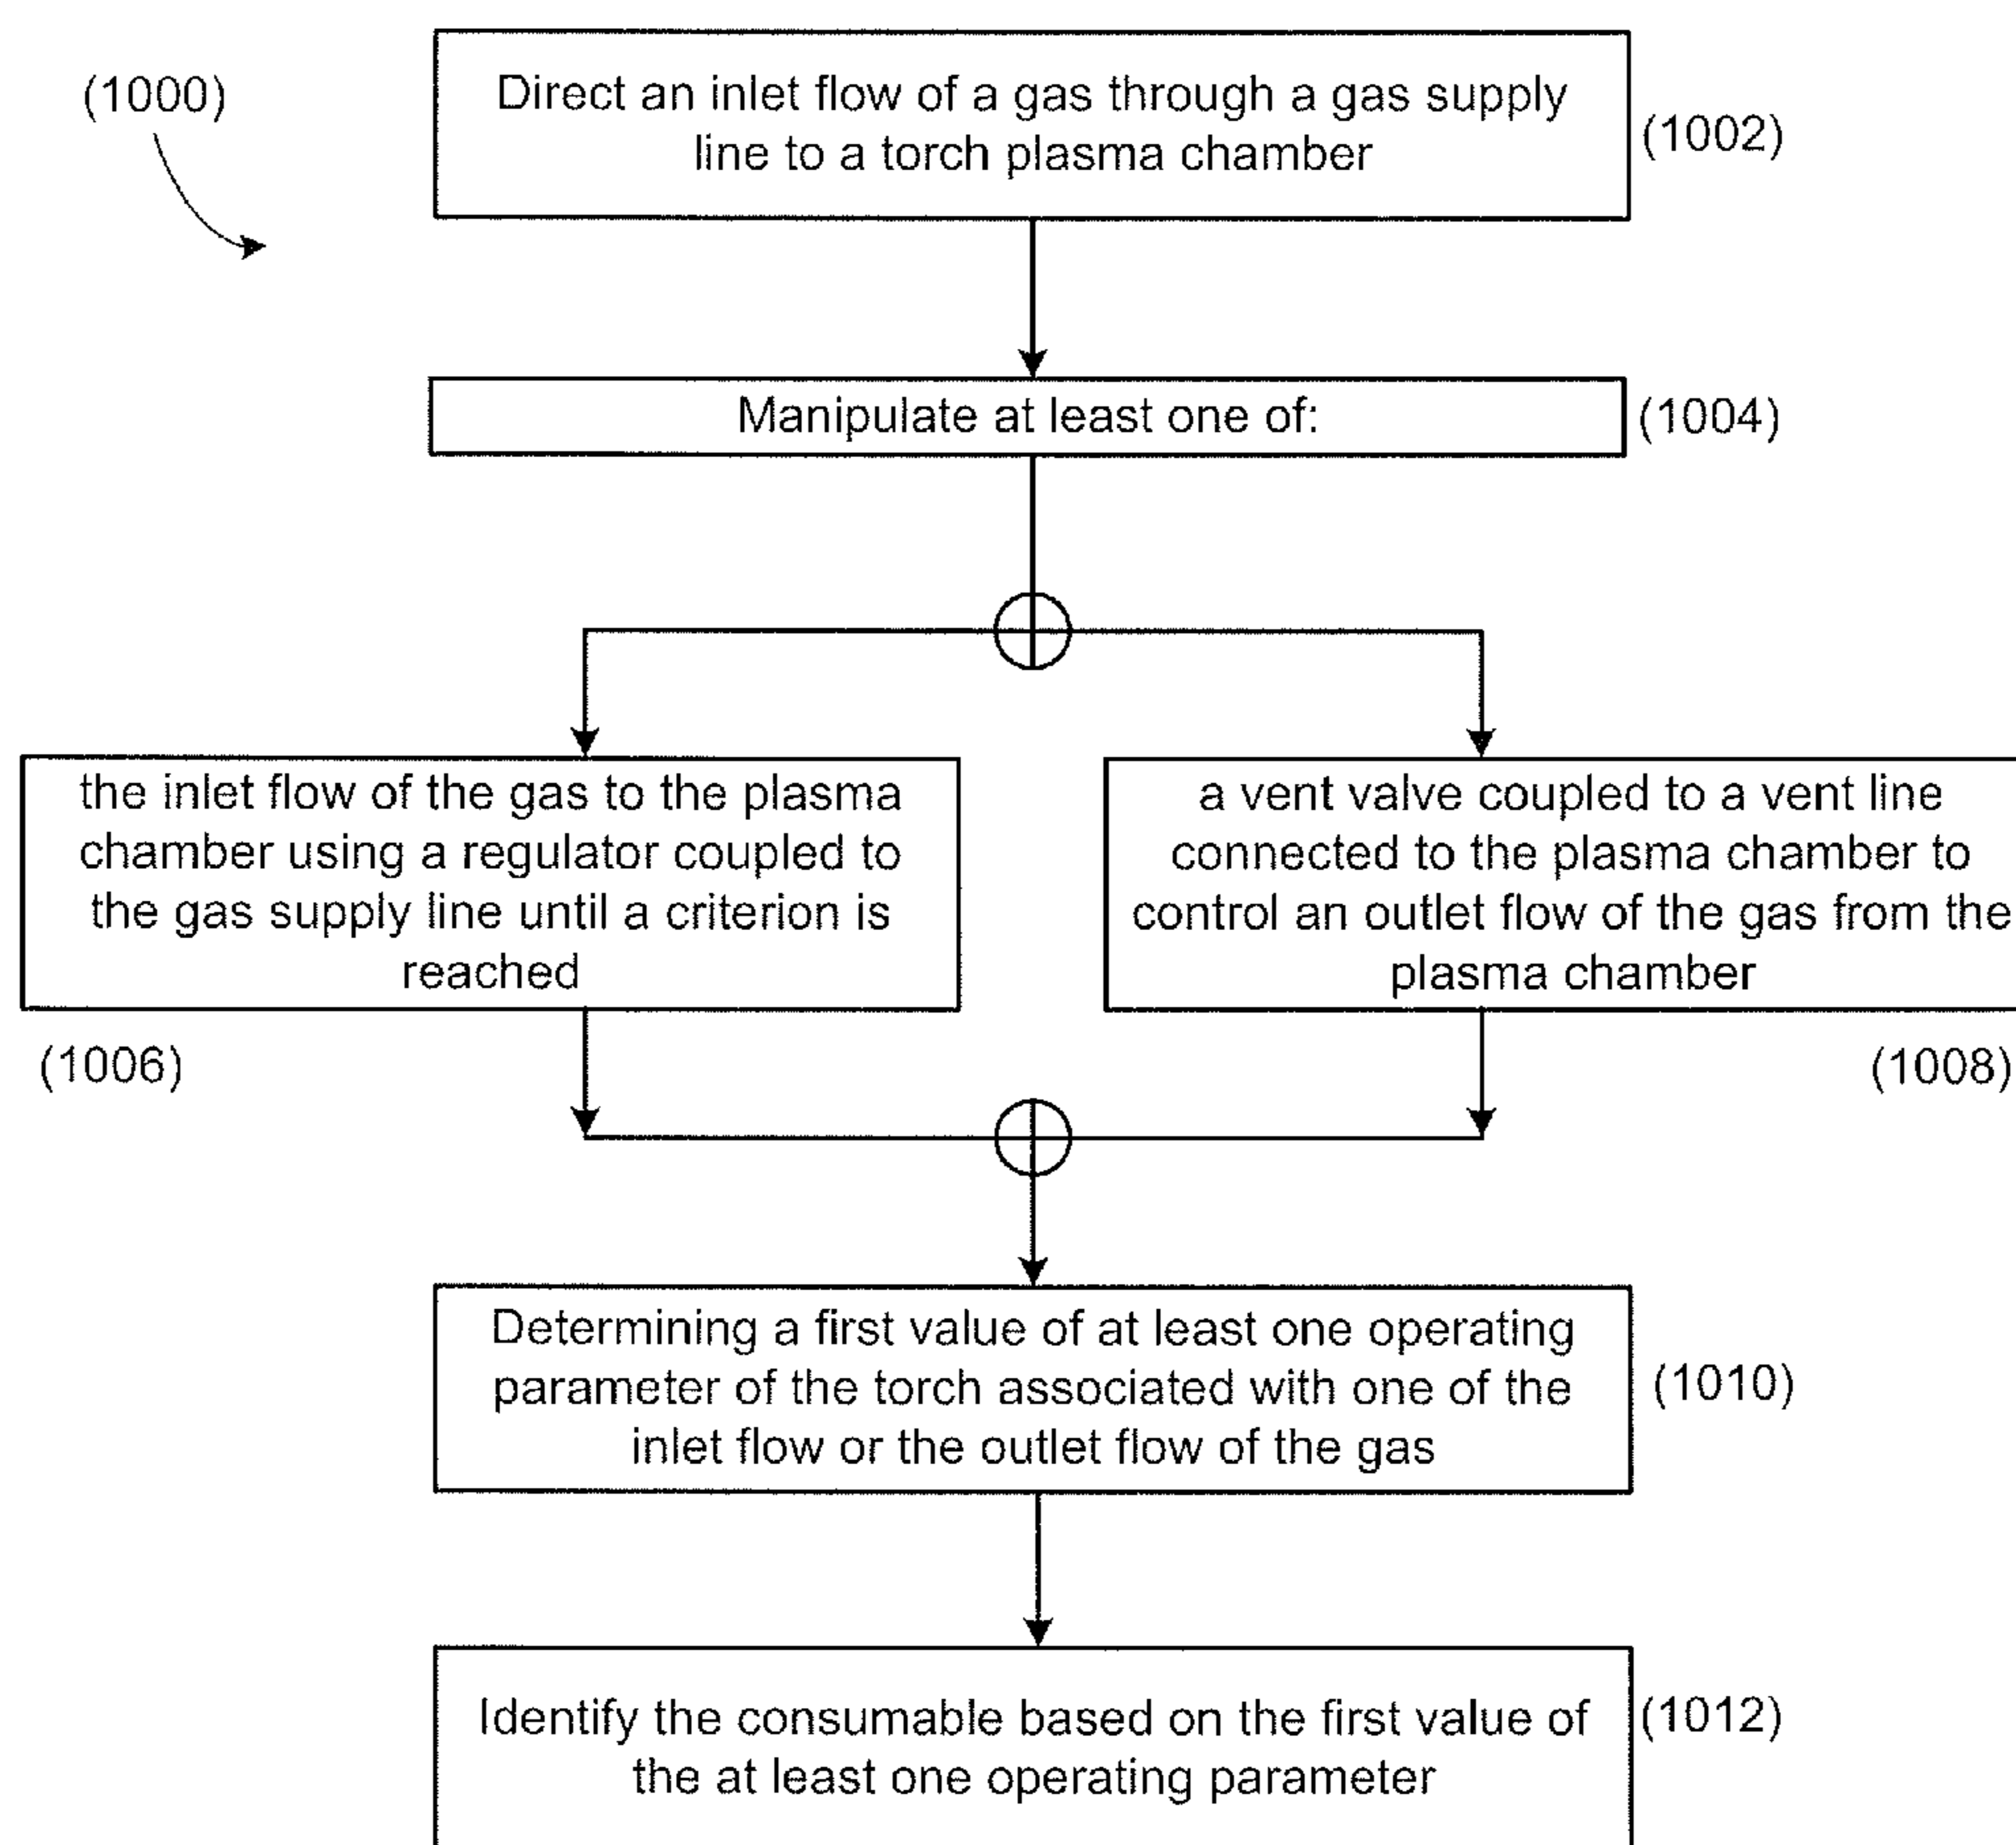 (1000)
Direct an inlet flow of a gas through a gas supply
line to a torch plasma chamber
(1002)
Manipulate at least one of:
(1004)
the inlet flow of the gas to the plasma
chamber using a regulator coupled to
the gas supply line until a criterion is
reached
(1006)
a vent valve coupled to a vent line
connected to the plasma chamber to
control an outlet flow of the gas from the
plasma chamber
(1008)
Determining a first value of at least one operating
parameter of the torch associated with one of the
inlet flow or the outlet flow of the gas
(1010)
Identify the consumable based on the first value of
the at least one operating parameter
(1012)